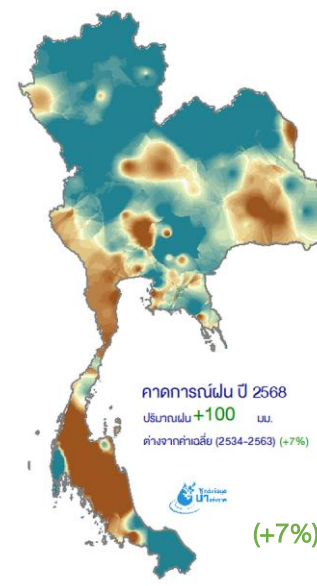 คาดการณ์ฝน ปี 2568
ปริมาณฝน +100 มม.
ต่างจากค่าเฉลี่ย (2534-2563) (+7%)
(+7%)